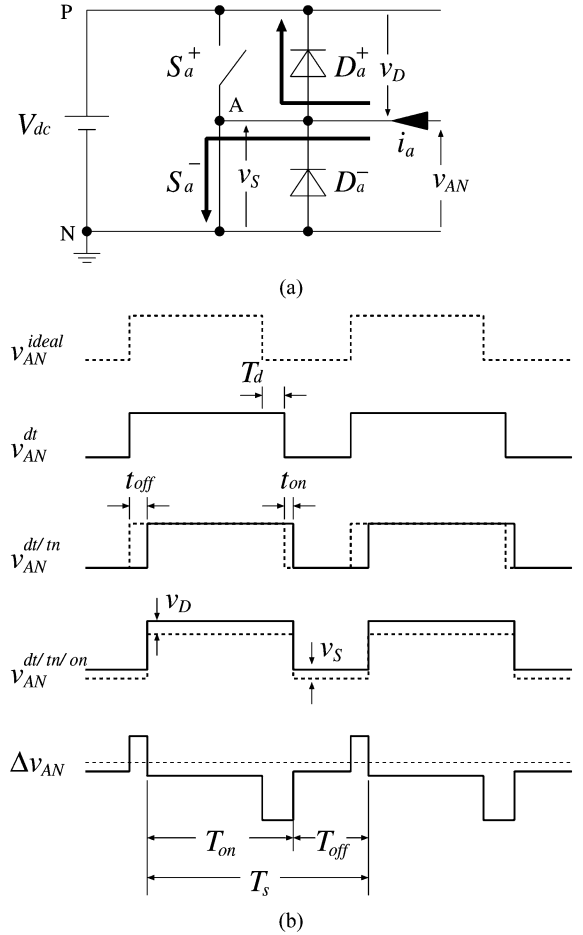 P
S_a^+
D_a^+
v_D
A
V_dc
i_a
S_a^-
v_S
D_a^-
v_AN
N
(a)
v_AN^ideal
T_d
v_AN^dt
t_off
t_on
v_AN^dt/tn
v_D
v_S
v_AN^dt/tn/on
Δv_AN
T_on
T_off
T_s
(b)